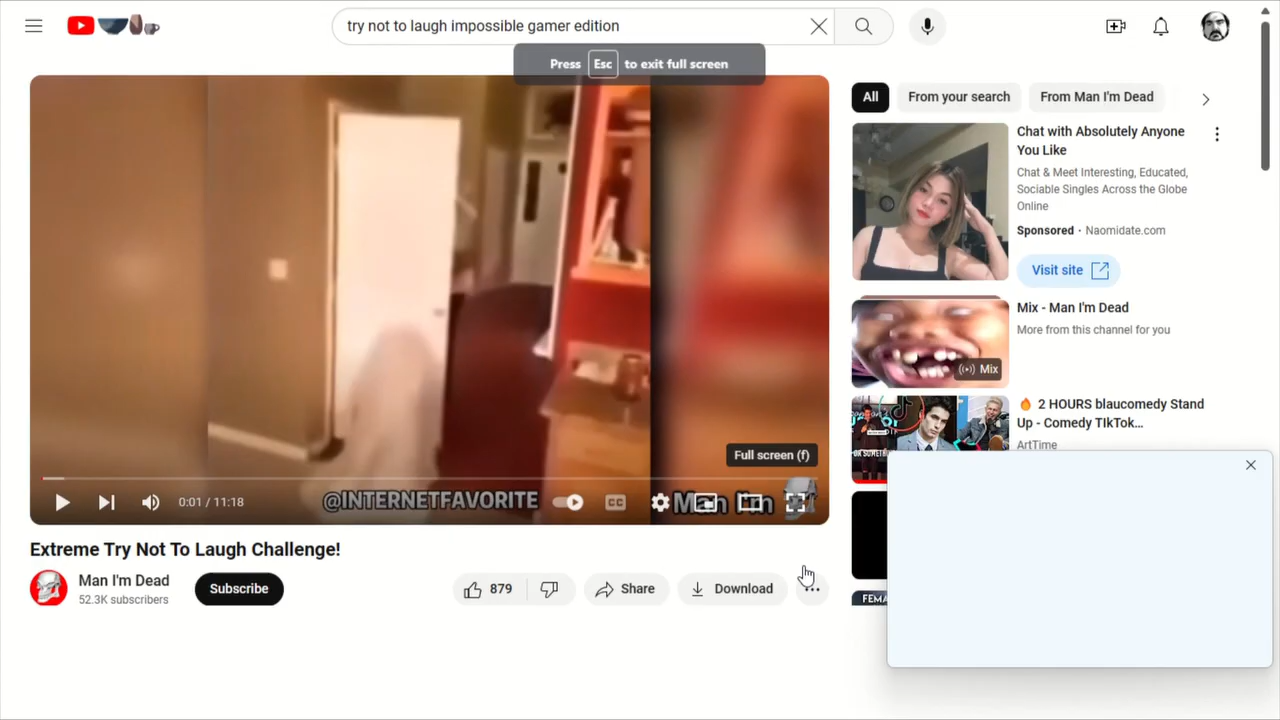 try not to laugh impossible gamer edition
Press Esc to exit full screen
All
From your search
From Man I'm Dead
Chat with Absolutely Anyone
You Like
Chat & Meet Interesting, Educated,
Sociable Singles Across the Globe
Online
Sponsored · Naomidate.com
Visit site
Mix - Man I'm Dead
More from this channel for you
Mix
🔥 2 HOURS blaucomedy Stand
Up - Comedy TIkTok...
ArtTime
Full screen (f)
0:01 / 11:18
@INTERNETFAVORITE
CC
Man I'm
Extreme Try Not To Laugh Challenge!
Man I'm Dead
52.3K subscribers
Subscribe
879
Share
Download
FEMA